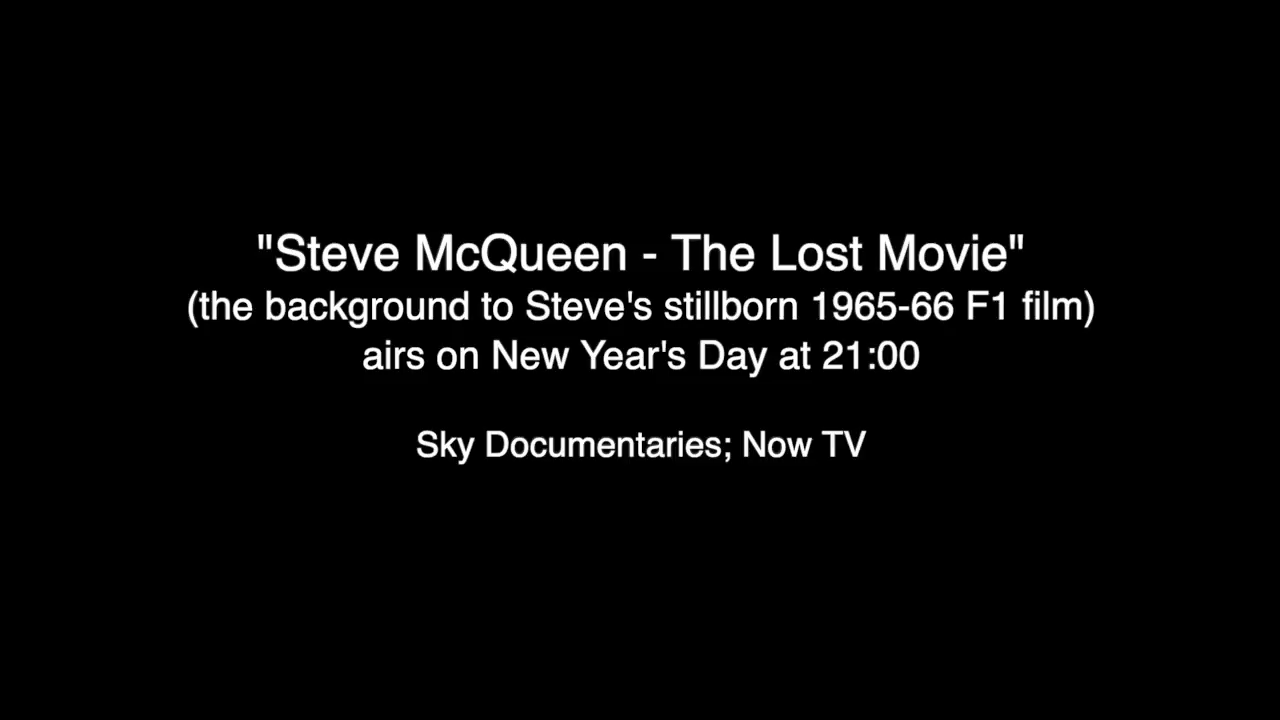 "Steve McQueen - The Lost Movie"
(the background to Steve's stillborn 1965-66 F1 film)
airs on New Year's Day at 21:00
Sky Documentaries; Now TV